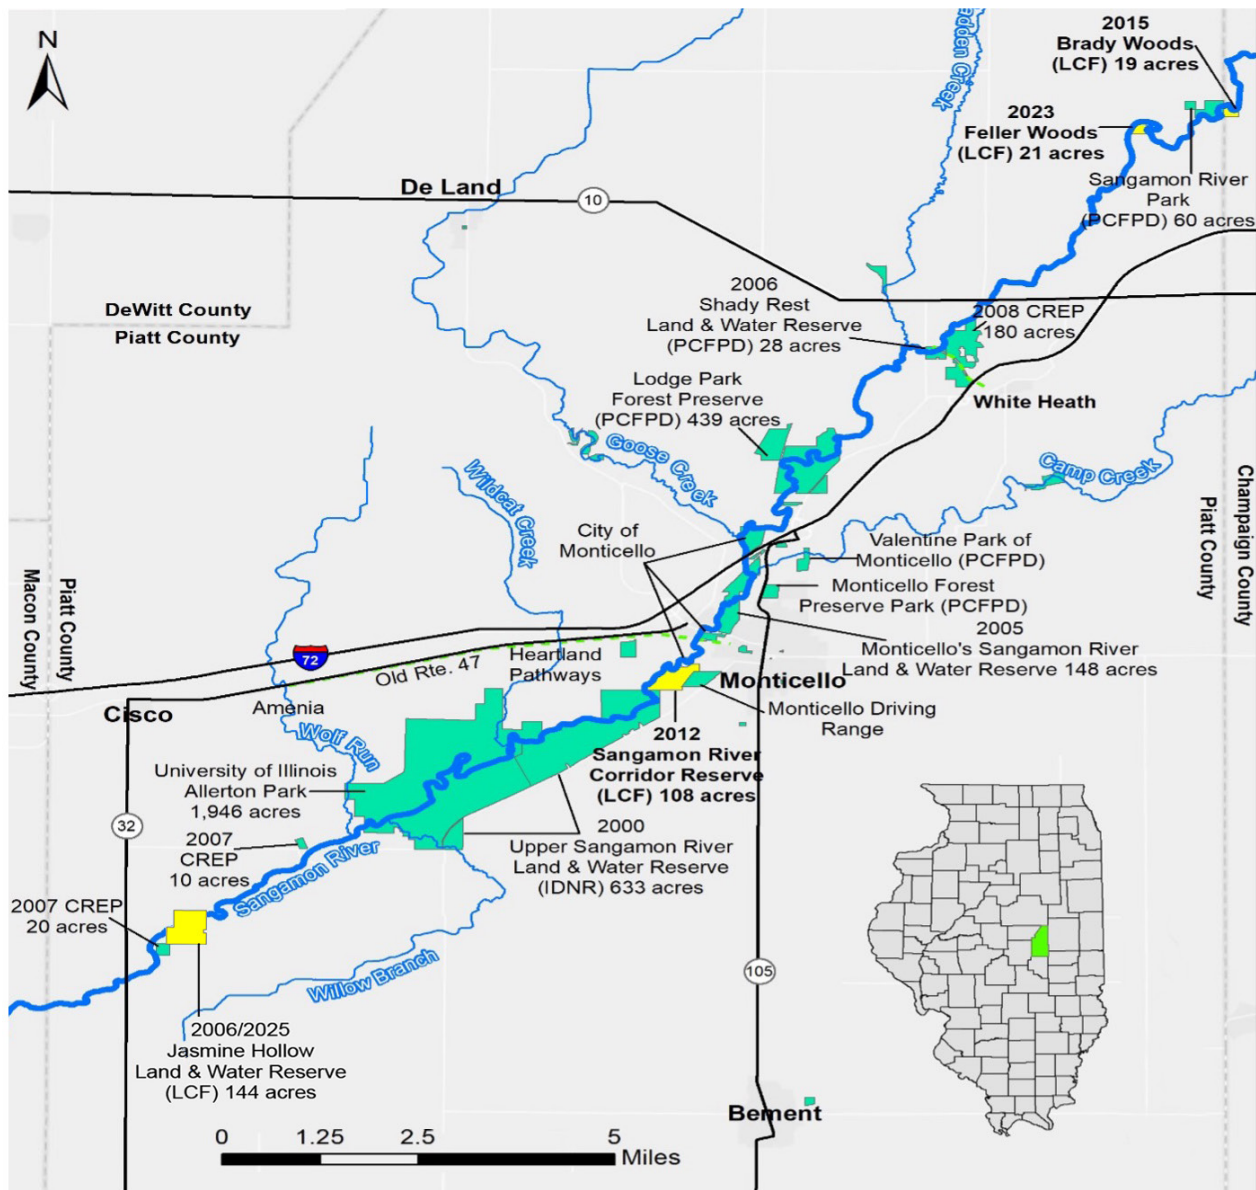 N
2015
Brady Woods
(LCF) 19 acres
2023
Feller Woods
(LCF) 21 acres
Sangamon River
Park
(PCFPD) 60 acres
De Land
10
DeWitt County
Piatt County
2006
Shady Rest
Land & Water Reserve
(PCFPD) 28 acres
2008 CREP
180 acres
White Heath
Lodge Park
Forest Preserve
(PCFPD) 439 acres
Goose Creek
Wildcat Creek
Camp Creek
Champaign County
Piatt County
City of
Monticello
Valentine Park of
Monticello (PCFPD)
Monticello Forest
Preserve Park (PCFPD)
2005
Monticello's Sangamon River
Land & Water Reserve 148 acres
Macon County
Piatt County
72
Old Rte. 47
Heartland
Pathways
Cisco
Amenia
Wolf Run
Monticello
Monticello Driving
Range
2012
Sangamon River
Corridor Reserve
(LCF) 108 acres
University of Illinois
Allerton Park
1,946 acres
32
2007
CREP
10 acres
Sangamon River
2000
Upper Sangamon River
Land & Water Reserve
(IDNR) 633 acres
2007 CREP
20 acres
Willow Branch
105
2006/2025
Jasmine Hollow
Land & Water Reserve
(LCF) 144 acres
Bement
0 1.25 2.5 5
Miles